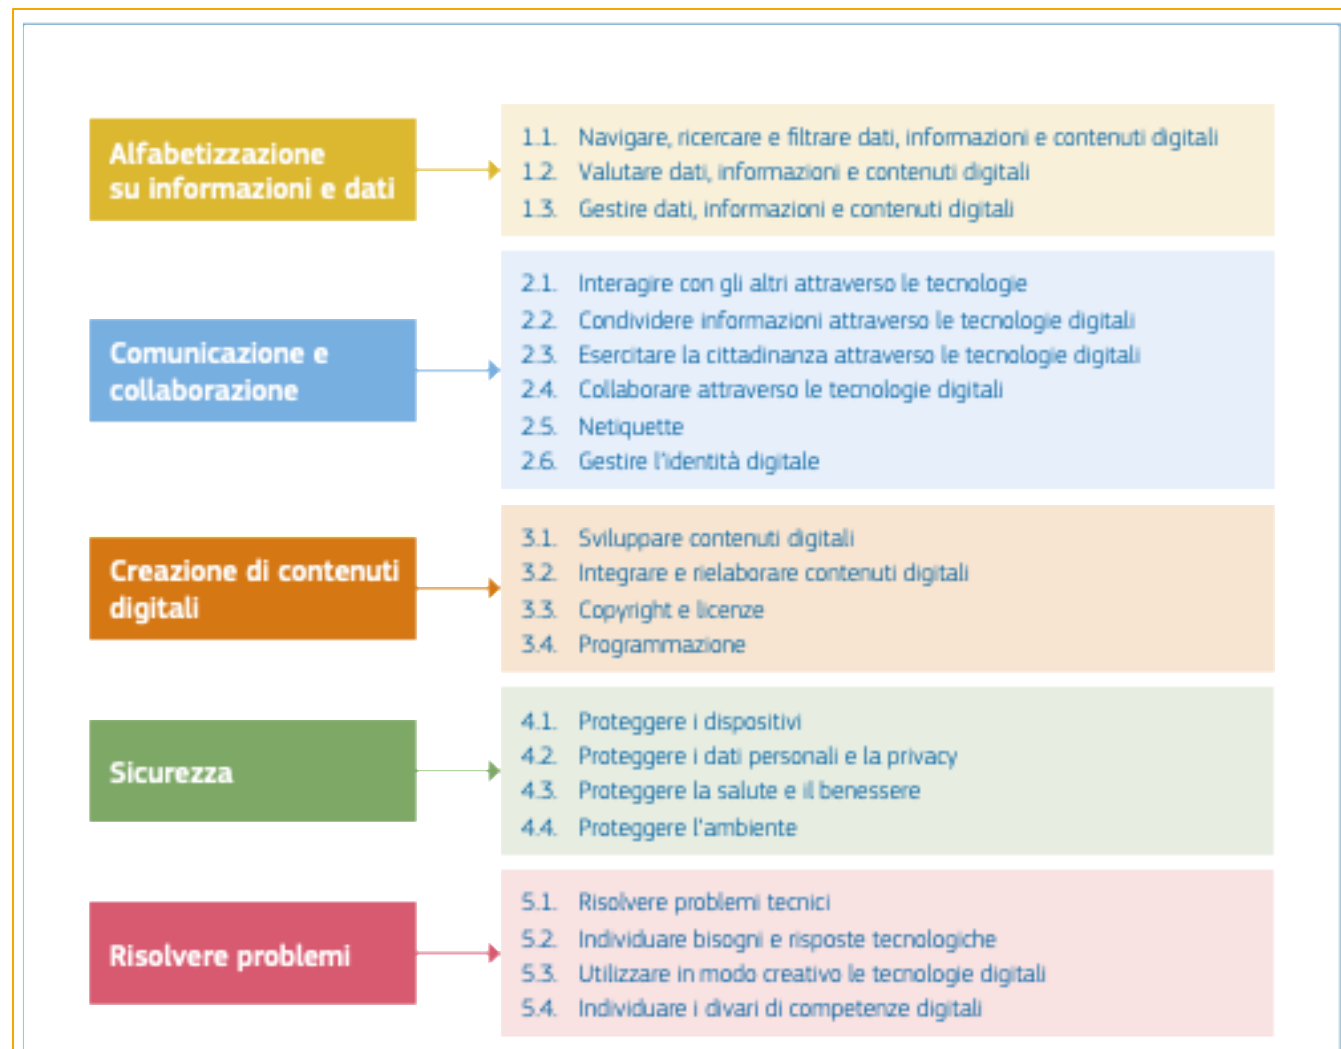 Alfabetizzazione
su informazioni e dati
1.1. Navigare, ricercare e filtrare dati, informazioni e contenuti digitali
1.2. Valutare dati, informazioni e contenuti digitali
1.3. Gestire dati, informazioni e contenuti digitali
Comunicazione e
collaborazione
2.1. Interagire con gli altri attraverso le tecnologie
2.2. Condividere informazioni attraverso le tecnologie digitali
2.3. Esercitare la cittadinanza attraverso le tecnologie digitali
2.4. Collaborare attraverso le tecnologie digitali
2.5. Netiquette
2.6. Gestire l'identità digitale
Creazione di contenuti
digitali
3.1. Sviluppare contenuti digitali
3.2. Integrare e rielaborare contenuti digitali
3.3. Copyright e licenze
3.4. Programmazione
Sicurezza
4.1. Proteggere i dispositivi
4.2. Proteggere i dati personali e la privacy
4.3. Proteggere la salute e il benessere
4.4. Proteggere l'ambiente
Risolvere problemi
5.1. Risolvere problemi tecnici
5.2. Individuare bisogni e risposte tecnologiche
5.3. Utilizzare in modo creativo le tecnologie digitali
5.4. Individuare i divari di competenze digitali